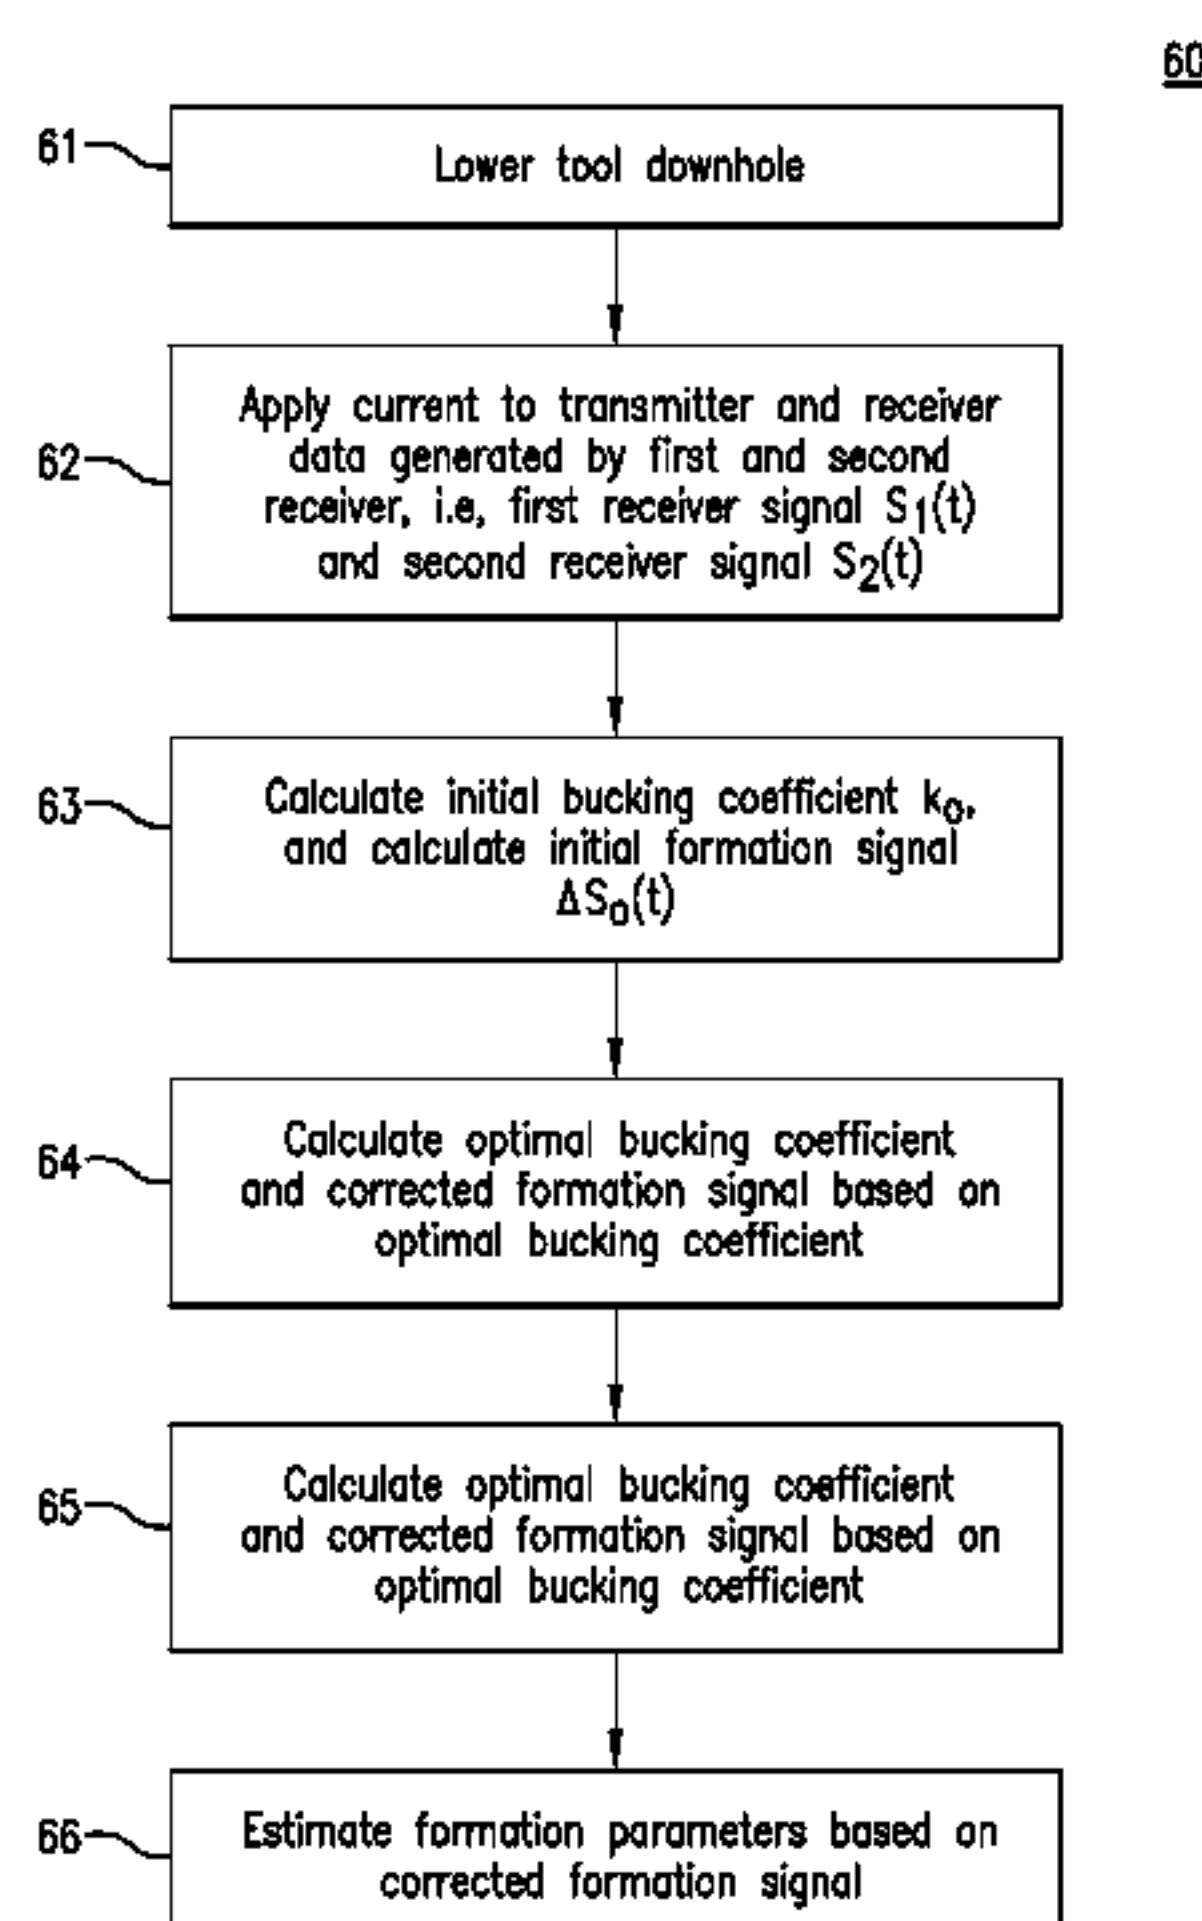 60
61
Lower tool downhole
62
Apply current to transmitter and receiver
data generated by first and second
receiver, i.e, first receiver signal S1(t)
and second receiver signal S2(t)
63
Calculate initial bucking coefficient k0,
and calculate initial formation signal
ΔS0(t)
64
Calculate optimal bucking coefficient
and corrected formation signal based on
optimal bucking coefficient
65
Calculate optimal bucking coefficient
and corrected formation signal based on
optimal bucking coefficient
66
Estimate formation parameters based on
corrected formation signal